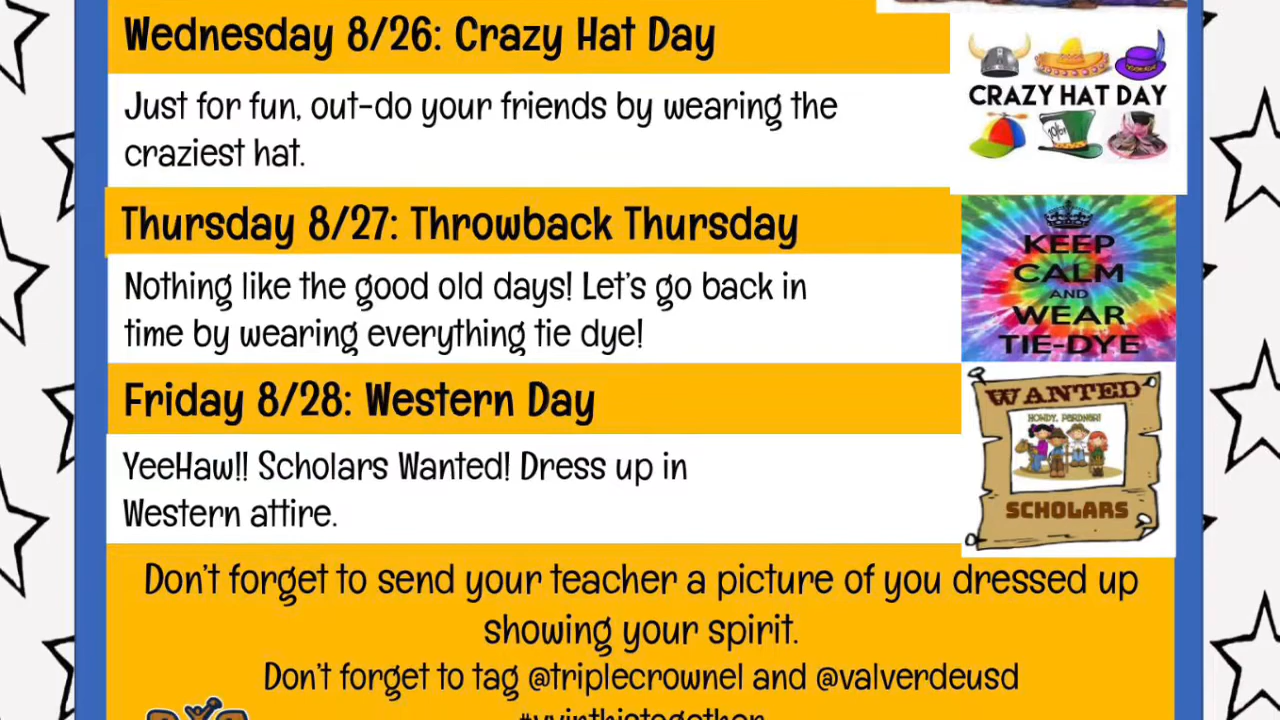 Wednesday 8/26: Crazy Hat Day
Just for fun, out-do your friends by wearing the
craziest hat.
CRAZY HAT DAY
10/6
Thursday 8/27: Throwback Thursday
Nothing like the good old days! Let's go back in
time by wearing everything tie dye!
KEEP
CALM
AND
WEAR
TIE-DYE
Friday 8/28: Western Day
YeeHaw!! Scholars Wanted! Dress up in
Western attire.
WANTED
HOWDY, PARDNER!
SCHOLARS
Don't forget to send your teacher a picture of you dressed up
showing your spirit.
Don't forget to tag @triplecrownel and @valverdeusd
#vvinthistogether